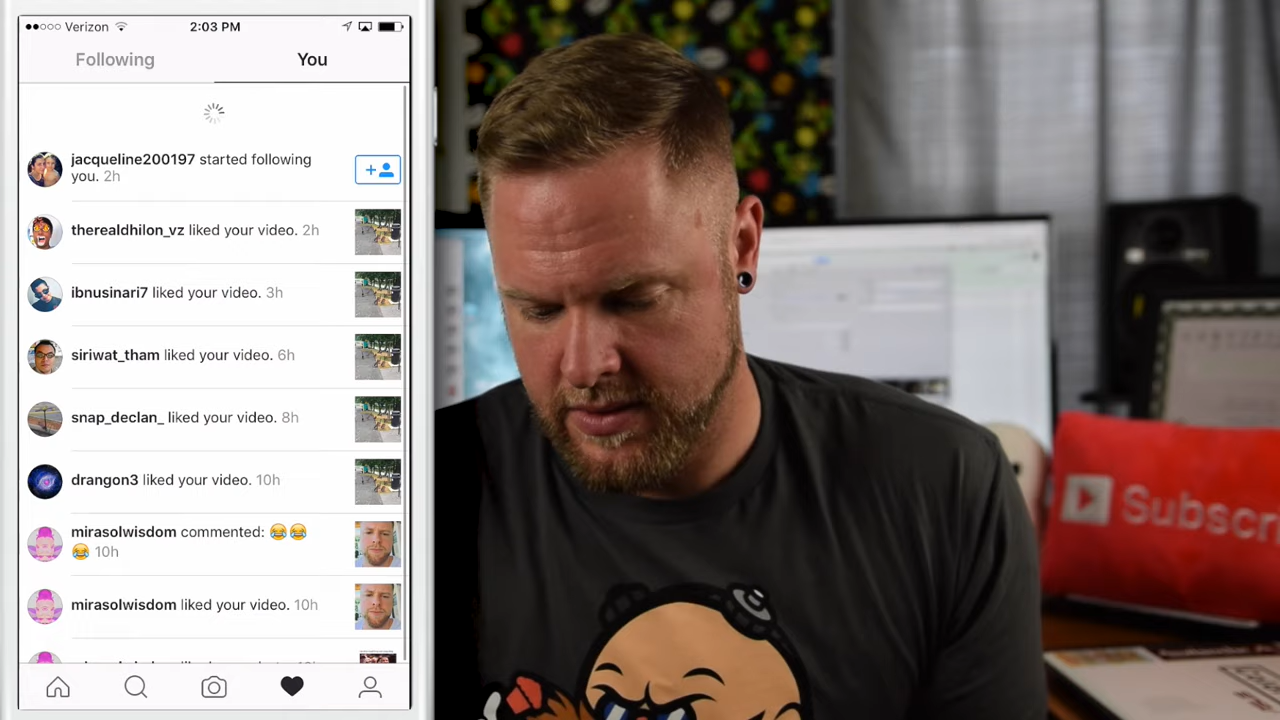 Verizon 2:03 PM
Following You
jacqueline200197 started following
you. 2h
therealdhilon_vz liked your video. 2h
ibnusinari7 liked your video. 3h
siriwat_tham liked your video. 6h
snap_declan_ liked your video. 8h
drangon3 liked your video. 10h
mirasolwisdom commented: 😂😂
😂 10h
mirasolwisdom liked your video. 10h
Subscr